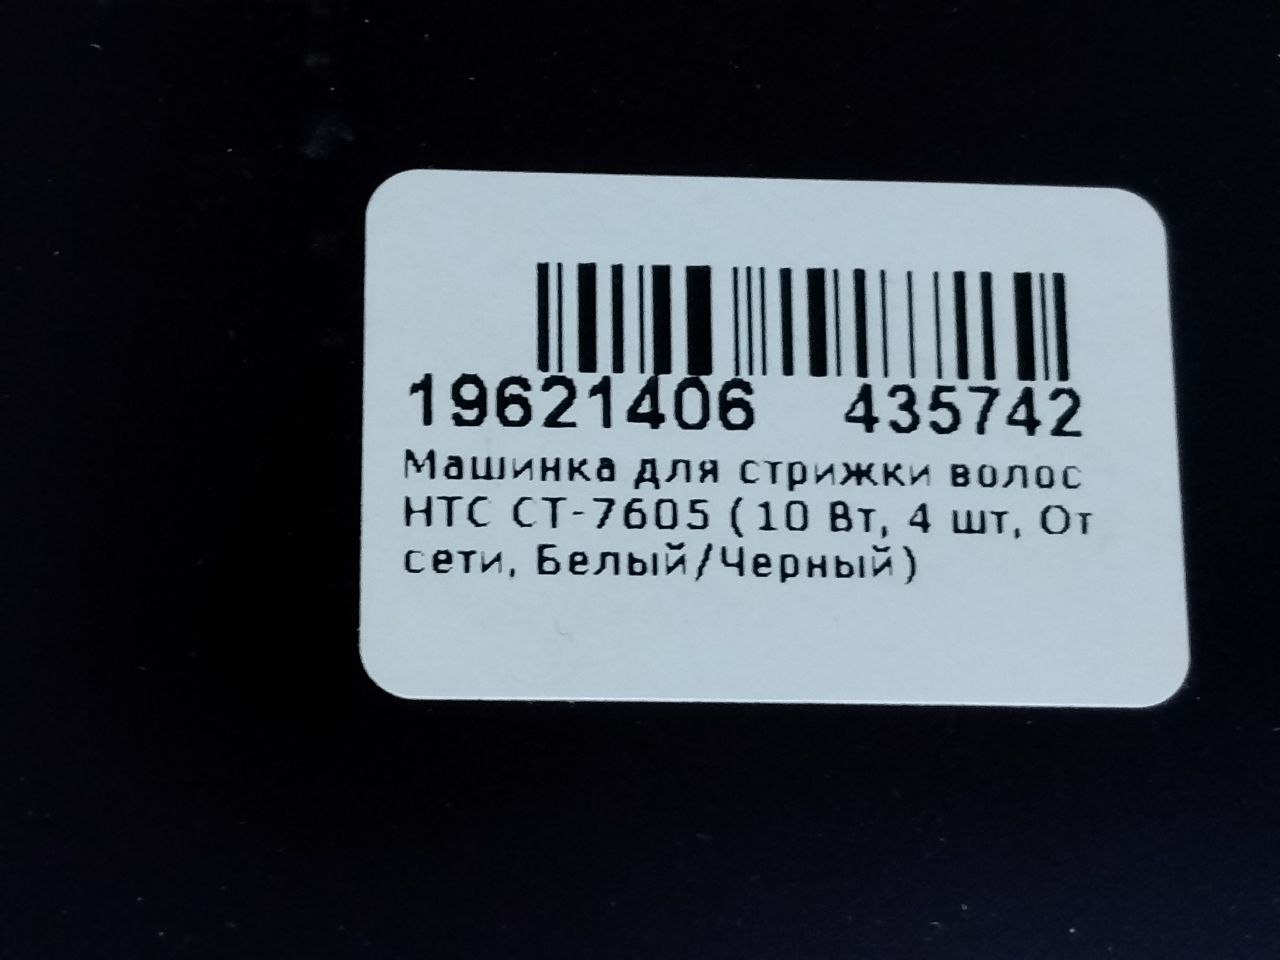 19621406 435742
Машинка для стрижки волос
HTC CT-7605 (10 Вт, 4 шт, От
сети, Белый/Черный)